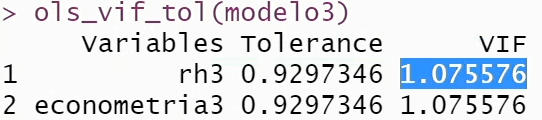 > ols_vif_tol(modelo3)
Variables Tolerance VIF
1 rh3 0.9297346 1.075576
2 econometria3 0.9297346 1.075576